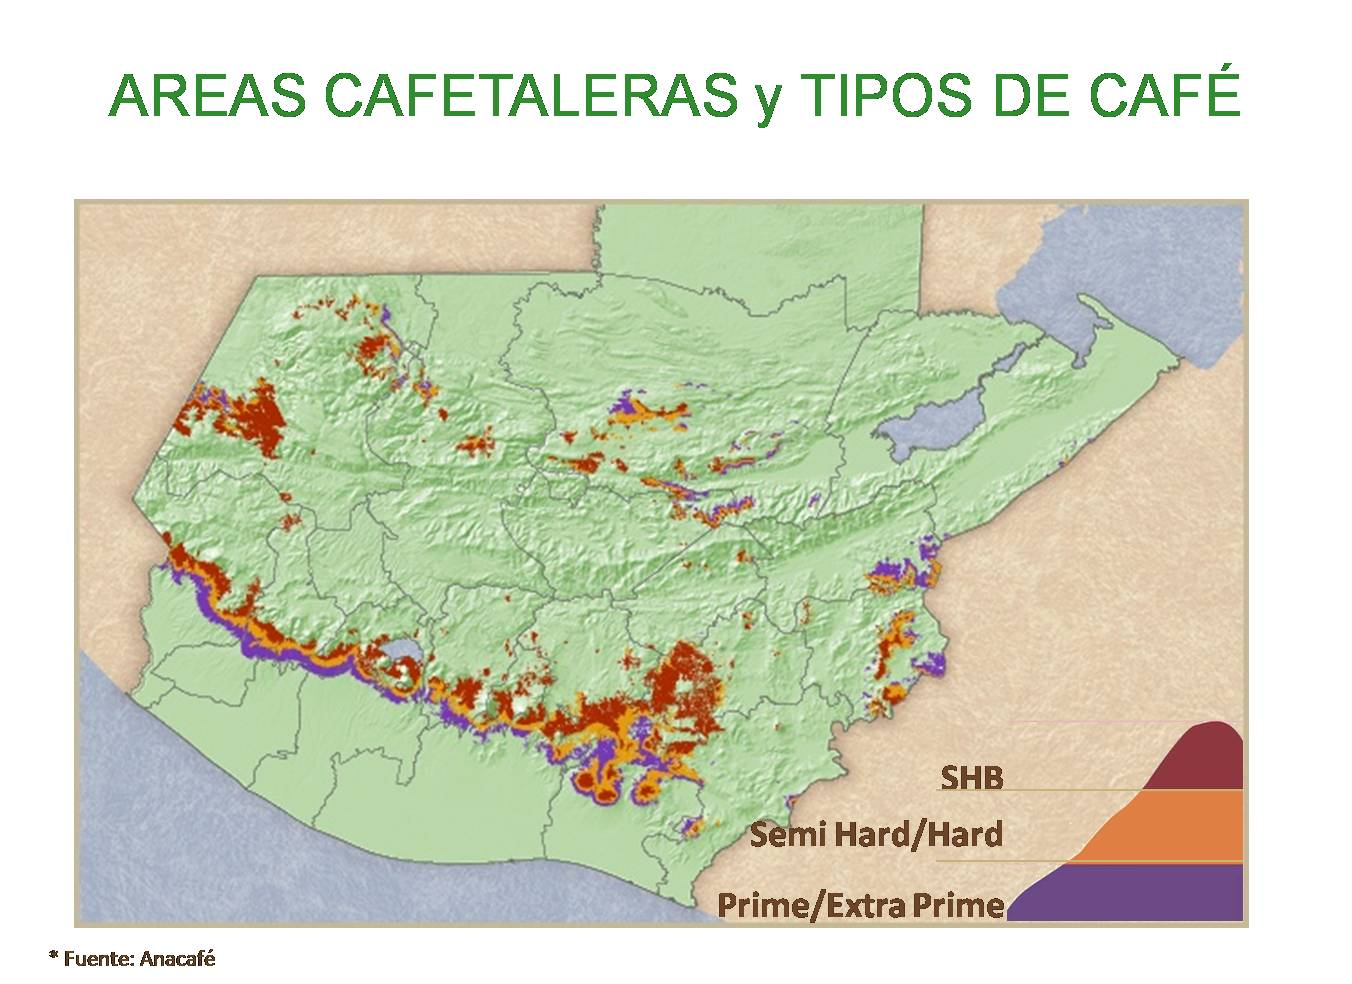 AREAS CAFETALERAS y TIPOS DE CAFÉ
SHB
Semi Hard/Hard
Prime/Extra Prime
* Fuente: Anacafé